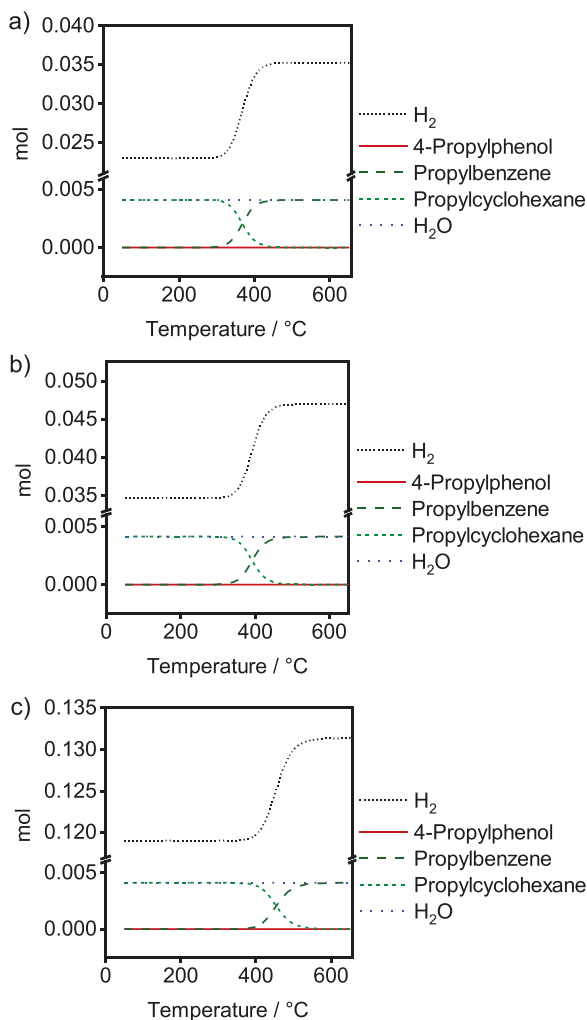 a)
0.040
0.035
0.030
0.025
0.005
0.000
mol
0 200 400 600
Temperature / °C
H₂
4-Propylphenol
Propylbenzene
Propylcyclohexane
H₂O
b)
0.050
0.045
0.040
0.035
0.005
0.000
mol
0 200 400 600
Temperature / °C
H₂
4-Propylphenol
Propylbenzene
Propylcyclohexane
H₂O
c)
0.135
0.130
0.125
0.120
0.005
0.000
mol
0 200 400 600
Temperature / °C
H₂
4-Propylphenol
Propylbenzene
Propylcyclohexane
H₂O